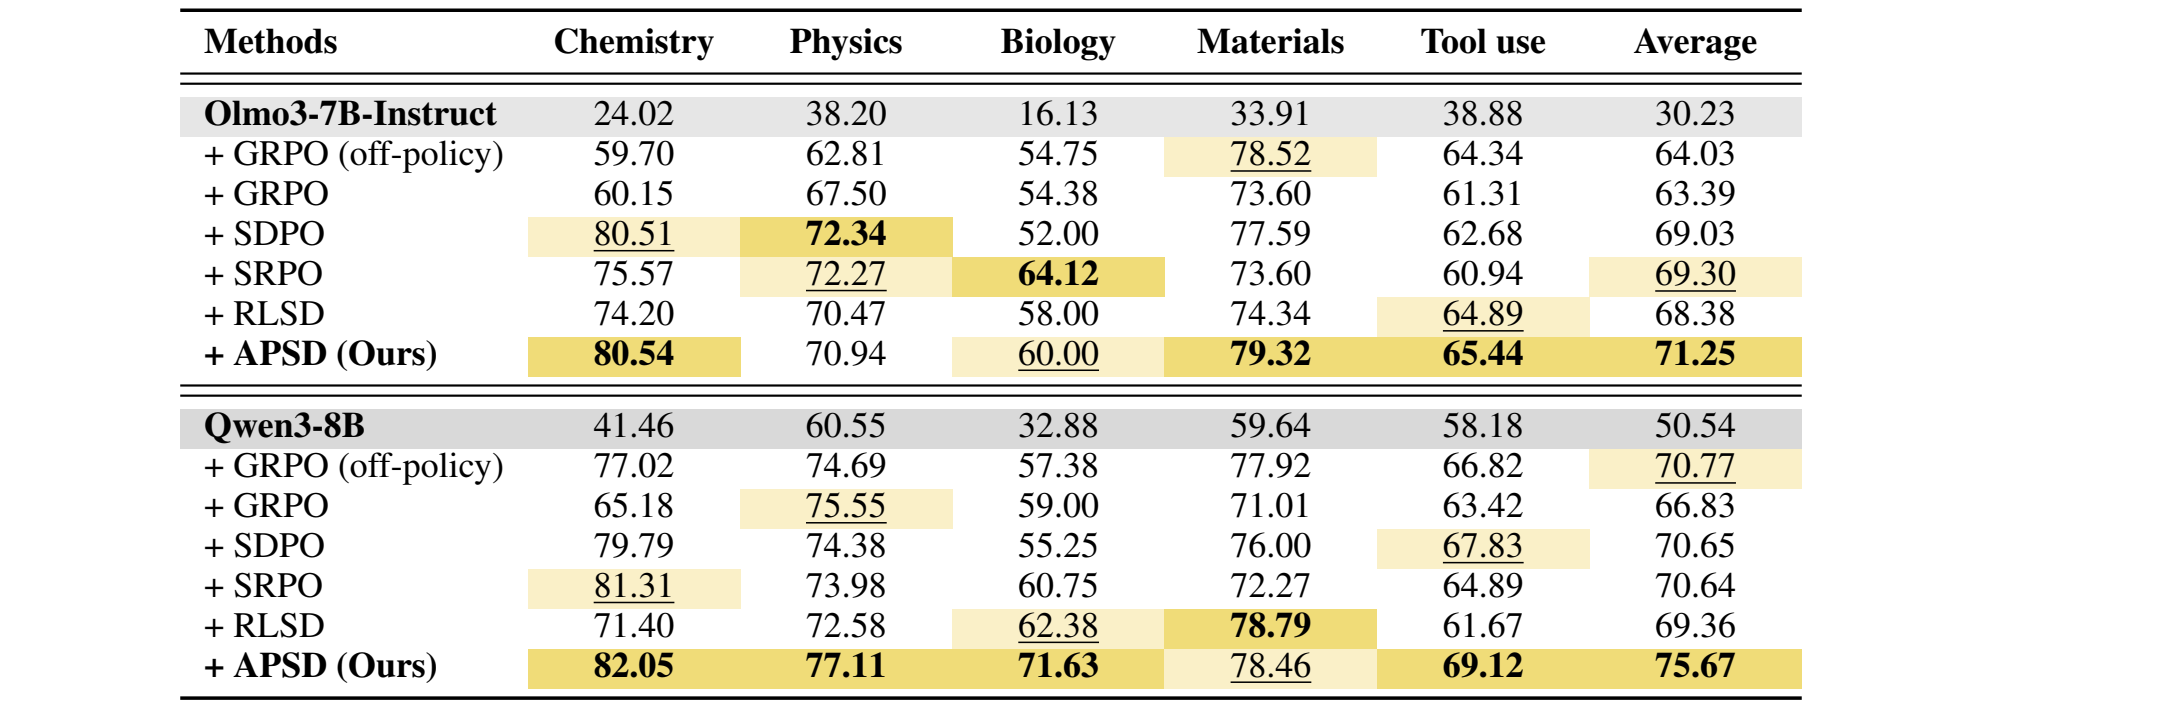 Methods Chemistry Physics Biology Materials Tool use Average
Olmo3-7B-Instruct 24.02 38.20 16.13 33.91 38.88 30.23
+ GRPO (off-policy) 59.70 62.81 54.75 78.52 64.34 64.03
+ GRPO 60.15 67.50 54.38 73.60 61.31 63.39
+ SDPO 80.51 72.34 52.00 77.59 62.68 69.03
+ SRPO 75.57 72.27 64.12 73.60 60.94 69.30
+ RLSD 74.20 70.47 58.00 74.34 64.89 68.38
+ APSD (Ours) 80.54 70.94 60.00 79.32 65.44 71.25
Qwen3-8B 41.46 60.55 32.88 59.64 58.18 50.54
+ GRPO (off-policy) 77.02 74.69 57.38 77.92 66.82 70.77
+ GRPO 65.18 75.55 59.00 71.01 63.42 66.83
+ SDPO 79.79 74.38 55.25 76.00 67.83 70.65
+ SRPO 81.31 73.98 60.75 72.27 64.89 70.64
+ RLSD 71.40 72.58 62.38 78.79 61.67 69.36
+ APSD (Ours) 82.05 77.11 71.63 78.46 69.12 75.67